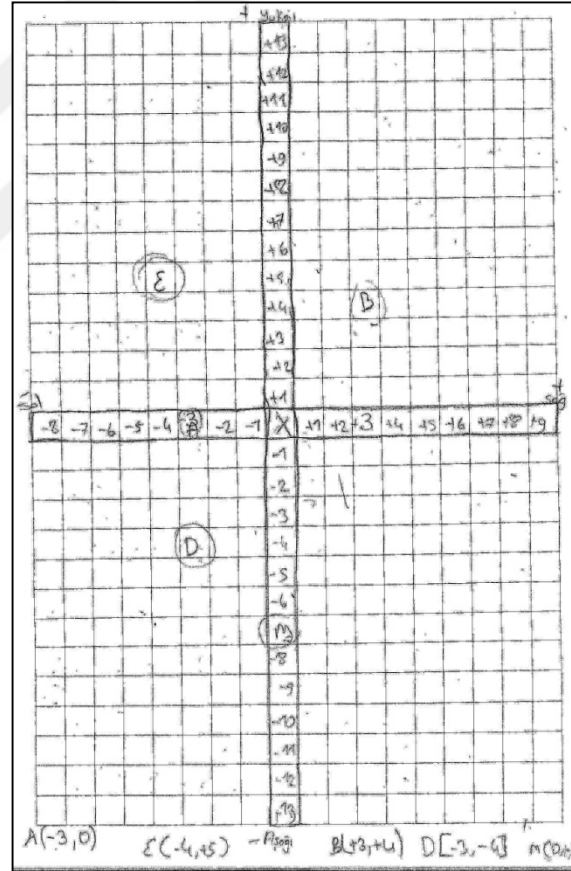 + Yukarı
+13
+12
+11
+10
+9
+8
+7
+6
E
+5
B
+4
+3
+2
+1
Sol
+ sağ
-8 -7 -6 -5 -4 -3 A -2 -1 X +1 +2 +3 +4 +5 +6 +7 +8 +9
-1
-2
-3
D
-4
-5
-6
M
-8
-9
-10
-11
-12
-13
A(-3,0) E(-4,+5) -Aşağı B(+3,+4) D[-3,-4]